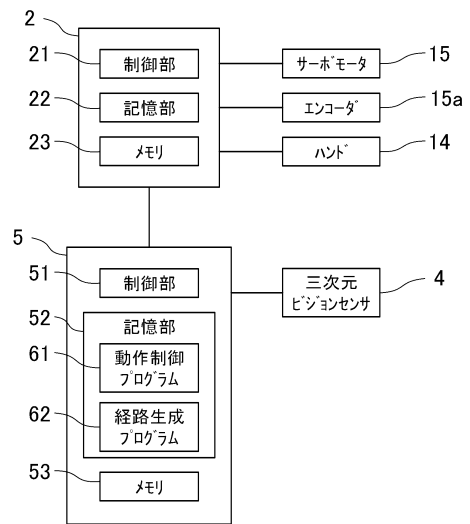 2
21
制御部
サーボモータ
15
22
記憶部
エンコーダ
15a
23
メモリ
ハンド
14
5
51
制御部
三次元
ビジョンセンサ
4
52
記憶部
61
動作制御
プログラム
62
経路生成
プログラム
53
メモリ